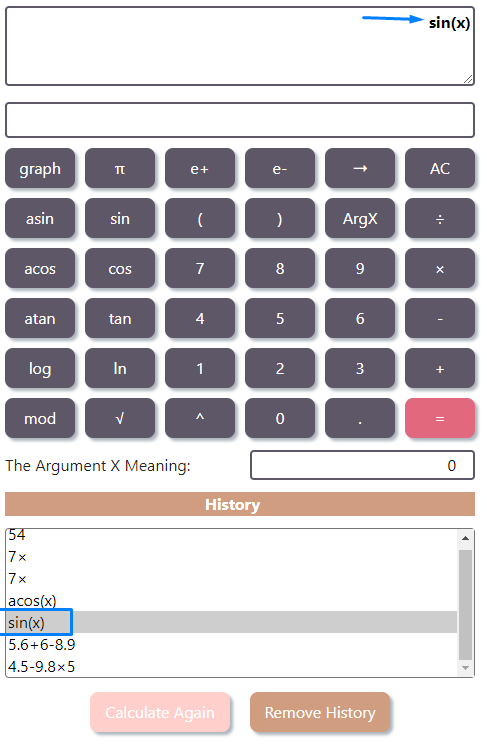 sin(x)
graph π e+ e- → AC
asin sin ( ) ArgX ÷
acos cos 7 8 9 ×
atan tan 4 5 6 -
log ln 1 2 3 +
mod √ ^ 0 . =
The Argument X Meaning: 0
History
54
7×
7×
acos(x)
sin(x)
5.6+6-8.9
4.5-9.8×5
Calculate Again Remove History